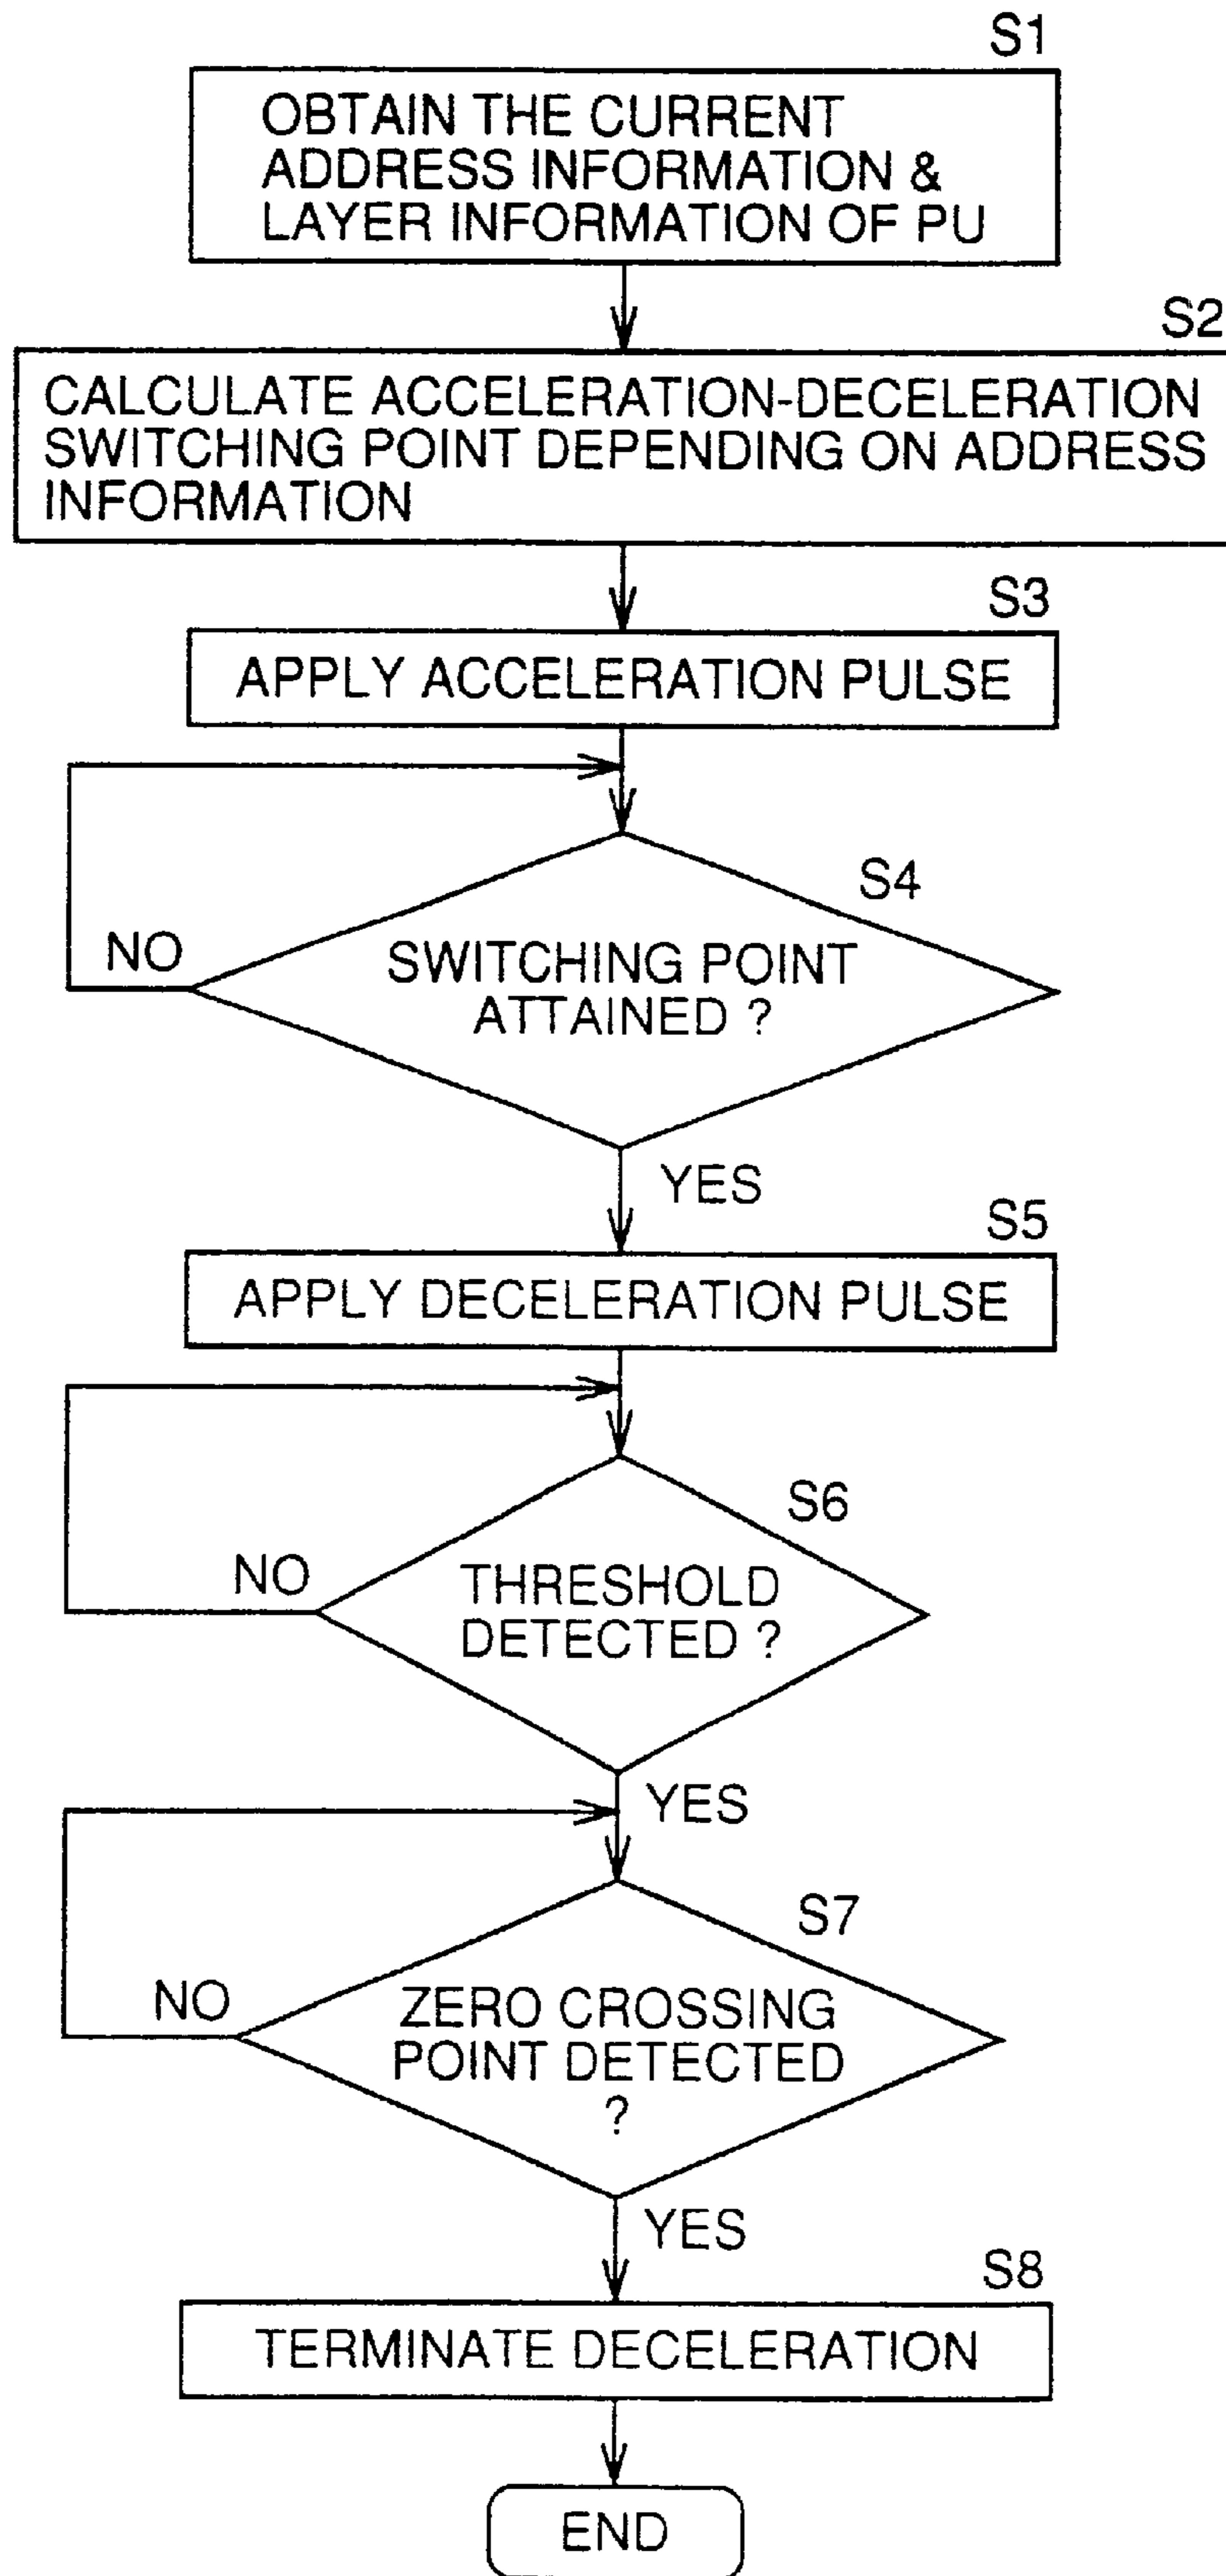 S1
OBTAIN THE CURRENT
ADDRESS INFORMATION &
LAYER INFORMATION OF PU
S2
CALCULATE ACCELERATION-DECELERATION
SWITCHING POINT DEPENDING ON ADDRESS
INFORMATION
S3
APPLY ACCELERATION PULSE
S4
NO
SWITCHING POINT
ATTAINED ?
YES
S5
APPLY DECELERATION PULSE
S6
NO
THRESHOLD
DETECTED ?
YES
S7
NO
ZERO CROSSING
POINT DETECTED
?
YES
S8
TERMINATE DECELERATION
END